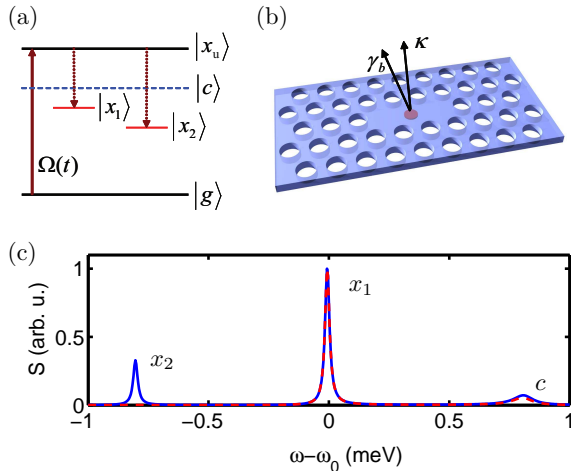 (a)
|x_u⟩
|c⟩
|x_1⟩
|x_2⟩
Ω(t)
|g⟩
(b)
γ_b
κ
(c)
S (arb. u.)
1
0.5
0
x_2
x_1
c
-1
-0.5
0
0.5
1
ω−ω_0 (meV)